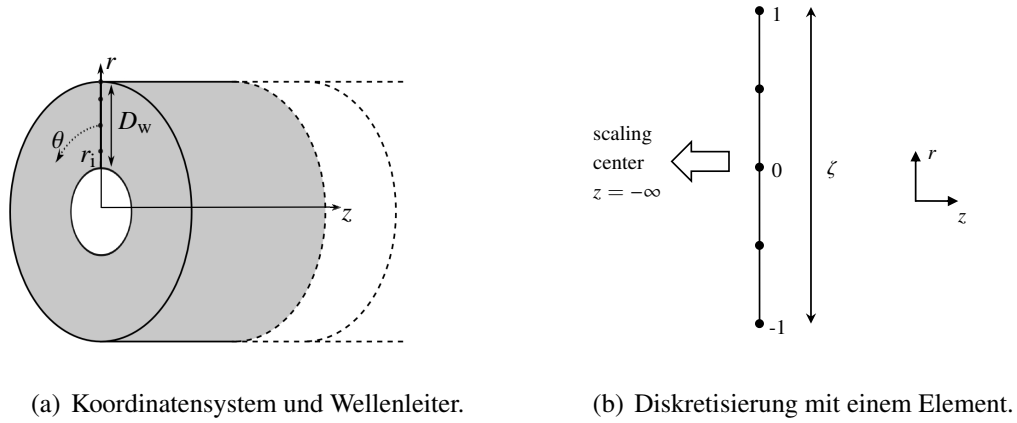 r
D_w
θ
r_i
z
1
0
-1
ζ
scaling
center
z = −∞
r
z
(a) Koordinatensystem und Wellenleiter.
(b) Diskretisierung mit einem Element.